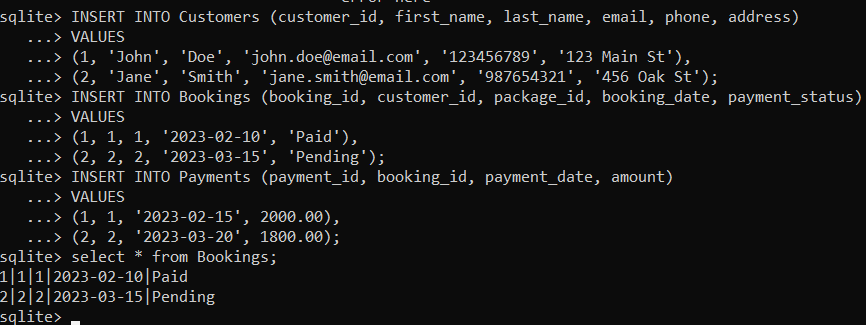 error here
sqlite> INSERT INTO Customers (customer_id, first_name, last_name, email, phone, address)
   ...> VALUES
   ...> (1, 'John', 'Doe', 'john.doe@email.com', '123456789', '123 Main St'),
   ...> (2, 'Jane', 'Smith', 'jane.smith@email.com', '987654321', '456 Oak St');
sqlite> INSERT INTO Bookings (booking_id, customer_id, package_id, booking_date, payment_status)
   ...> VALUES
   ...> (1, 1, 1, '2023-02-10', 'Paid'),
   ...> (2, 2, 2, '2023-03-15', 'Pending');
sqlite> INSERT INTO Payments (payment_id, booking_id, payment_date, amount)
   ...> VALUES
   ...> (1, 1, '2023-02-15', 2000.00),
   ...> (2, 2, '2023-03-20', 1800.00);
sqlite> select * from Bookings;
1|1|1|2023-02-10|Paid
2|2|2|2023-03-15|Pending
sqlite>